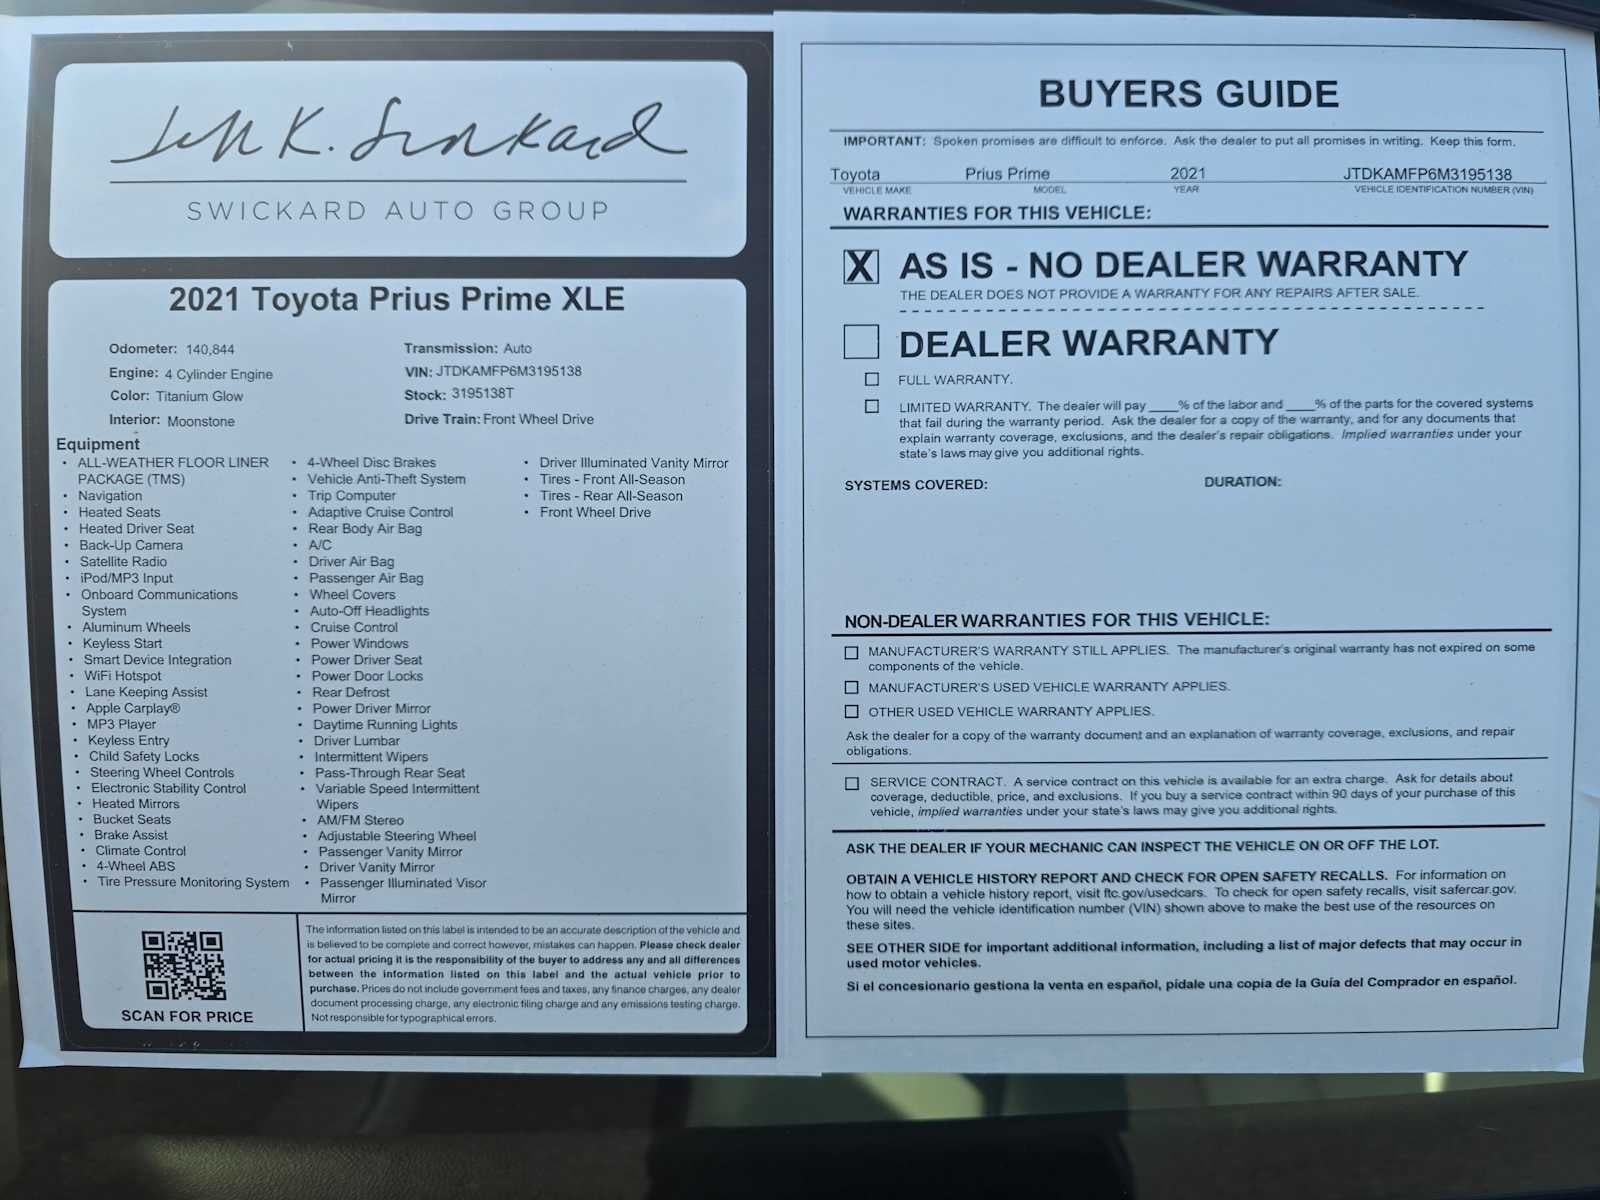 Jeff K. Swickard
SWICKARD AUTO GROUP
2021 Toyota Prius Prime XLE
Odometer: 140,844
Engine: 4 Cylinder Engine
Color: Titanium Glow
Interior: Moonstone
Transmission: Auto
VIN: JTDKAMFP6M3195138
Stock: 3195138T
Drive Train: Front Wheel Drive
Equipment
• ALL-WEATHER FLOOR LINER
PACKAGE (TMS)
• Navigation
• Heated Seats
• Heated Driver Seat
• Back-Up Camera
• Satellite Radio
• iPod/MP3 Input
• Onboard Communications
System
• Aluminum Wheels
• Keyless Start
• Smart Device Integration
• WiFi Hotspot
• Lane Keeping Assist
• Apple Carplay®
• MP3 Player
• Keyless Entry
• Child Safety Locks
• Steering Wheel Controls
• Electronic Stability Control
• Heated Mirrors
• Bucket Seats
• Brake Assist
• Climate Control
• 4-Wheel ABS
• Tire Pressure Monitoring System
• 4-Wheel Disc Brakes
• Vehicle Anti-Theft System
• Trip Computer
• Adaptive Cruise Control
• Rear Body Air Bag
• A/C
• Driver Air Bag
• Passenger Air Bag
• Wheel Covers
• Auto-Off Headlights
• Cruise Control
• Power Windows
• Power Driver Seat
• Power Door Locks
• Rear Defrost
• Power Driver Mirror
• Daytime Running Lights
• Driver Lumbar
• Intermittent Wipers
• Pass-Through Rear Seat
• Variable Speed Intermittent
Wipers
• AM/FM Stereo
• Adjustable Steering Wheel
• Passenger Vanity Mirror
• Driver Vanity Mirror
• Passenger Illuminated Visor
Mirror
• Driver Illuminated Vanity Mirror
• Tires - Front All-Season
• Tires - Rear All-Season
• Front Wheel Drive
SCAN FOR PRICE
The information listed on this label is intended to be an accurate description of the vehicle and
is believed to be complete and correct however, mistakes can happen. Please check dealer
for actual pricing it is the responsibility of the buyer to address any and all differences
between the information listed on this label and the actual vehicle prior to
purchase. Prices do not include government fees and taxes, any finance charges, any dealer
document processing charge, any electronic filing charge and any emissions testing charge.
Not responsible for typographical errors.
BUYERS GUIDE
IMPORTANT: Spoken promises are difficult to enforce. Ask the dealer to put all promises in writing. Keep this form.
Toyota Prius Prime 2021 JTDKAMFP6M3195138
VEHICLE MAKE MODEL YEAR VEHICLE IDENTIFICATION NUMBER (VIN)
WARRANTIES FOR THIS VEHICLE:
X AS IS - NO DEALER WARRANTY
THE DEALER DOES NOT PROVIDE A WARRANTY FOR ANY REPAIRS AFTER SALE.
DEALER WARRANTY
FULL WARRANTY.
LIMITED WARRANTY. The dealer will pay ____% of the labor and ____% of the parts for the covered systems
that fail during the warranty period. Ask the dealer for a copy of the warranty, and for any documents that
explain warranty coverage, exclusions, and the dealer's repair obligations. Implied warranties under your
state's laws may give you additional rights.
SYSTEMS COVERED: DURATION:
NON-DEALER WARRANTIES FOR THIS VEHICLE:
MANUFACTURER'S WARRANTY STILL APPLIES. The manufacturer's original warranty has not expired on some
components of the vehicle.
MANUFACTURER'S USED VEHICLE WARRANTY APPLIES.
OTHER USED VEHICLE WARRANTY APPLIES.
Ask the dealer for a copy of the warranty document and an explanation of warranty coverage, exclusions, and repair
obligations.
SERVICE CONTRACT. A service contract on this vehicle is available for an extra charge. Ask for details about
coverage, deductible, price, and exclusions. If you buy a service contract within 90 days of your purchase of this
vehicle, implied warranties under your state's laws may give you additional rights.
ASK THE DEALER IF YOUR MECHANIC CAN INSPECT THE VEHICLE ON OR OFF THE LOT.
OBTAIN A VEHICLE HISTORY REPORT AND CHECK FOR OPEN SAFETY RECALLS. For information on
how to obtain a vehicle history report, visit ftc.gov/usedcars. To check for open safety recalls, visit safercar.gov.
You will need the vehicle identification number (VIN) shown above to make the best use of the resources on
these sites.
SEE OTHER SIDE for important additional information, including a list of major defects that may occur in
used motor vehicles.
Si el concesionario gestiona la venta en español, pídale una copia de la Guía del Comprador en español.